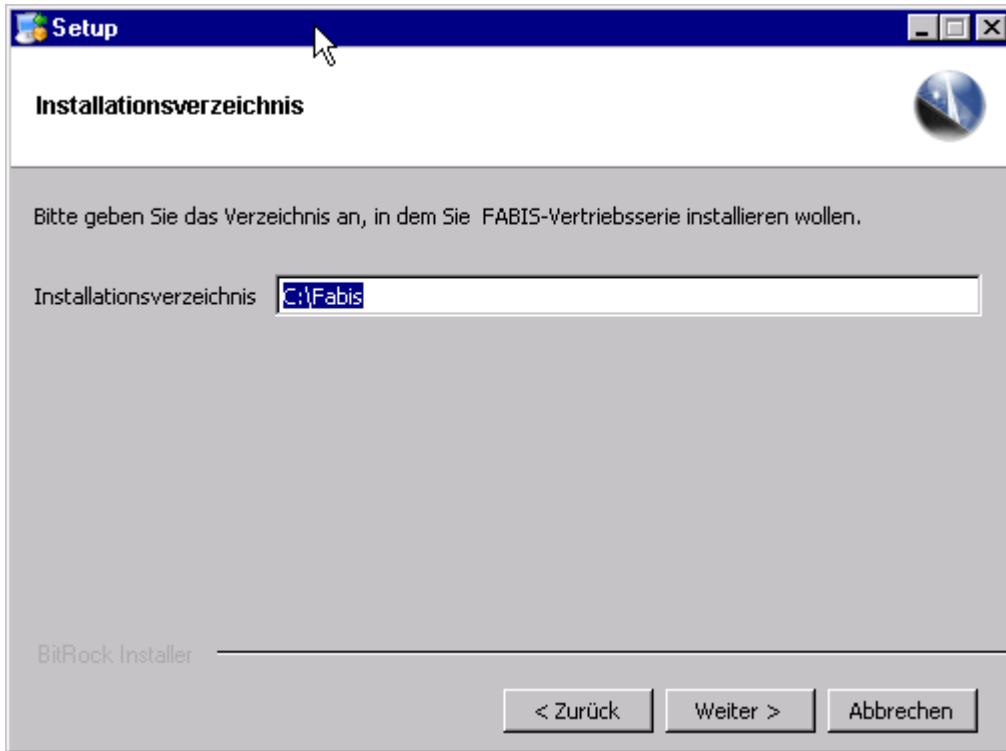 Setup
Installationsverzeichnis
Bitte geben Sie das Verzeichnis an, in dem Sie  FABIS-Vertriebsserie installieren wollen.
Installationsverzeichnis C:\Fabis
BitRock Installer
< Zurück Weiter > Abbrechen